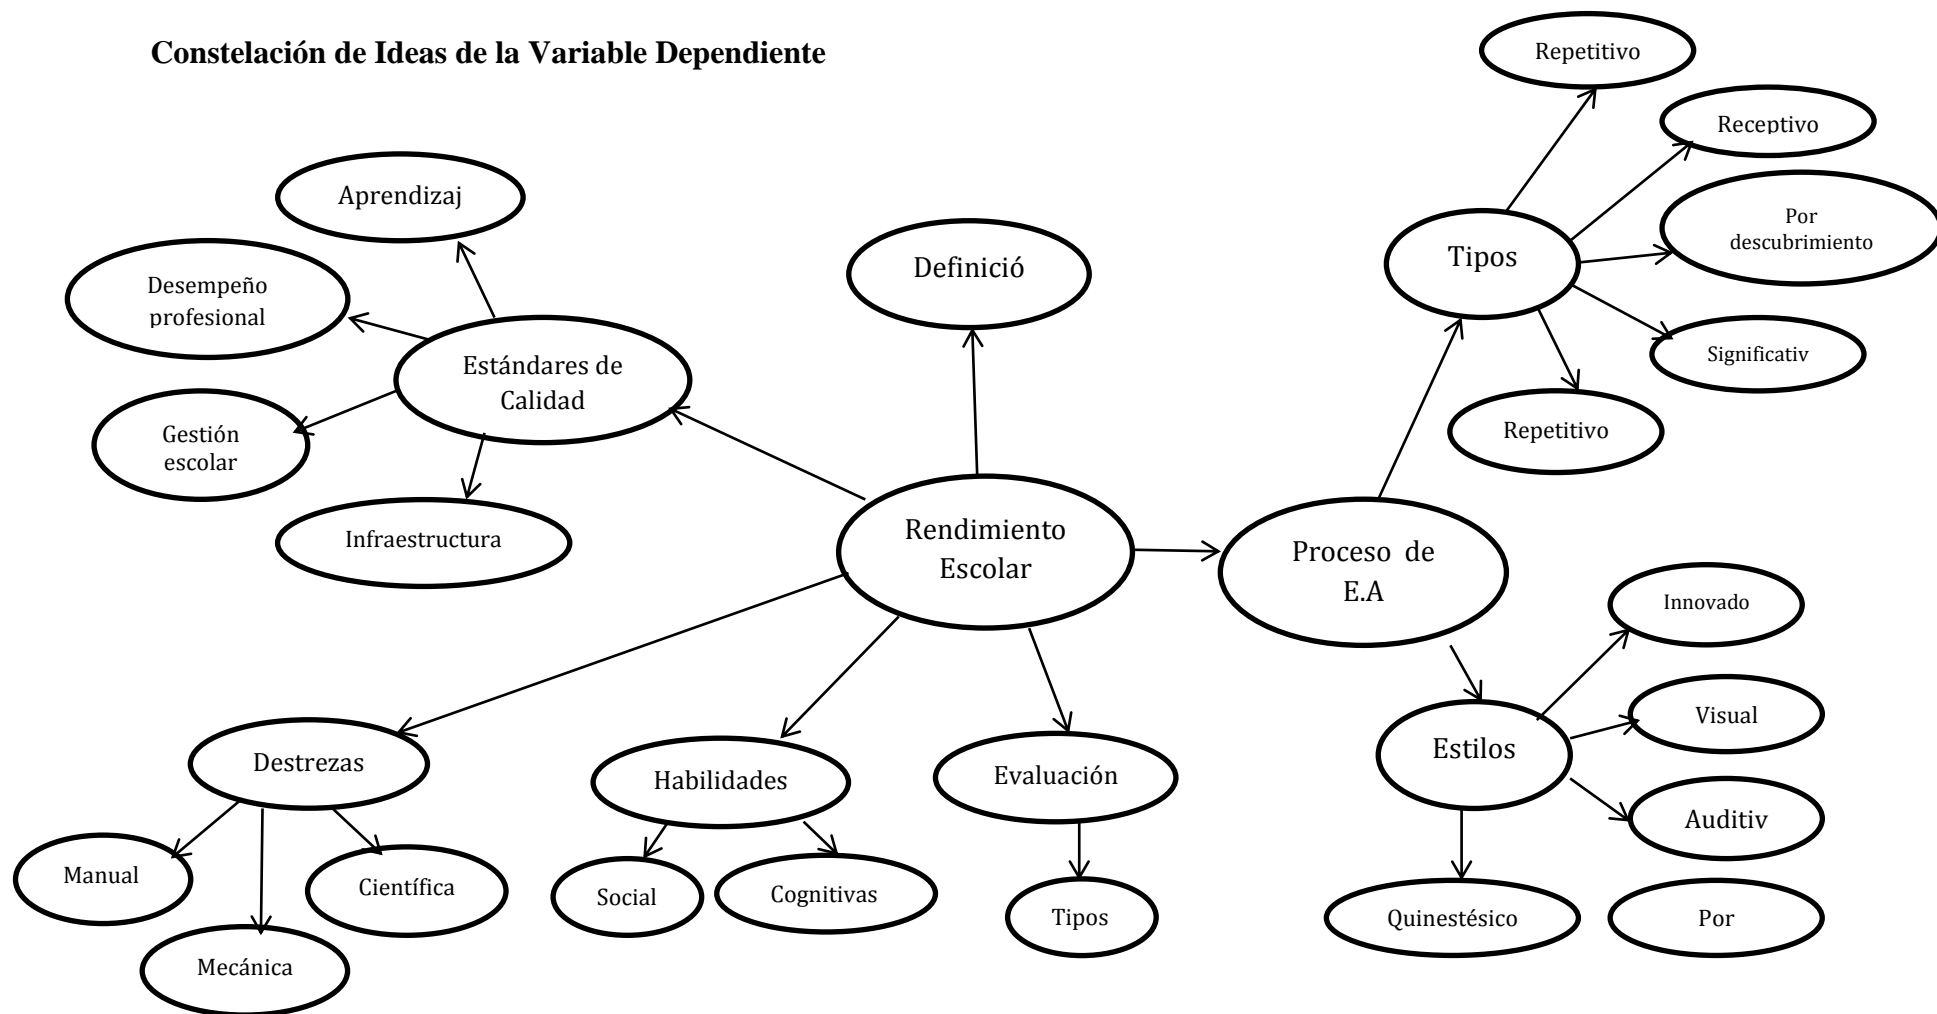 Constelación de Ideas de la Variable Dependiente
Repetitivo
Receptivo
Aprendizaj
Por
descubrimiento
Definició
Tipos
Desempeño
profesional
Estándares de
Calidad
Significativ
Gestión
escolar
Repetitivo
Infraestructura
Rendimiento
Escolar
Proceso de
E.A
Innovado
Visual
Estilos
Destrezas
Habilidades
Evaluación
Auditiv
Manual
Científica
Social
Cognitivas
Tipos
Quinestésico
Por
Mecánica